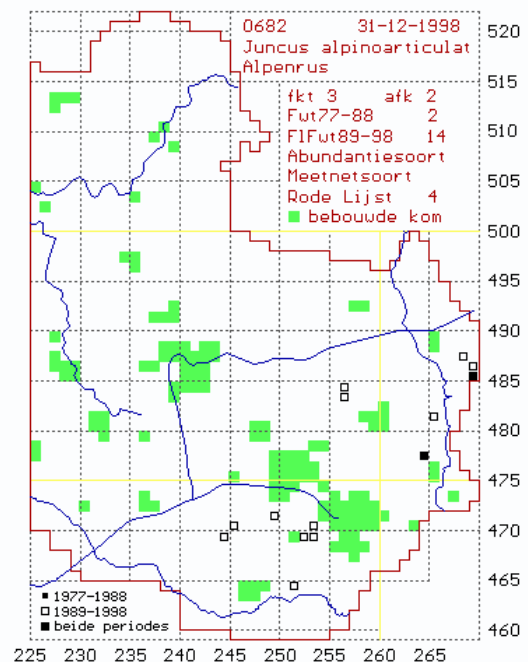 0682 31-12-1998
Juncus alpinoarticulat
Alpenrus
fkt 3 afk 2
Fut77-88 2
FlFut89-98 14
Abundantiesoort
Meetnetsoort
Rode Lijst 4
bebouwde kom
520
515
510
505
500
495
490
485
480
475
470
465
460
1977-1988
1989-1998
beide periodes
225 230 235 240 245 250 255 260 265